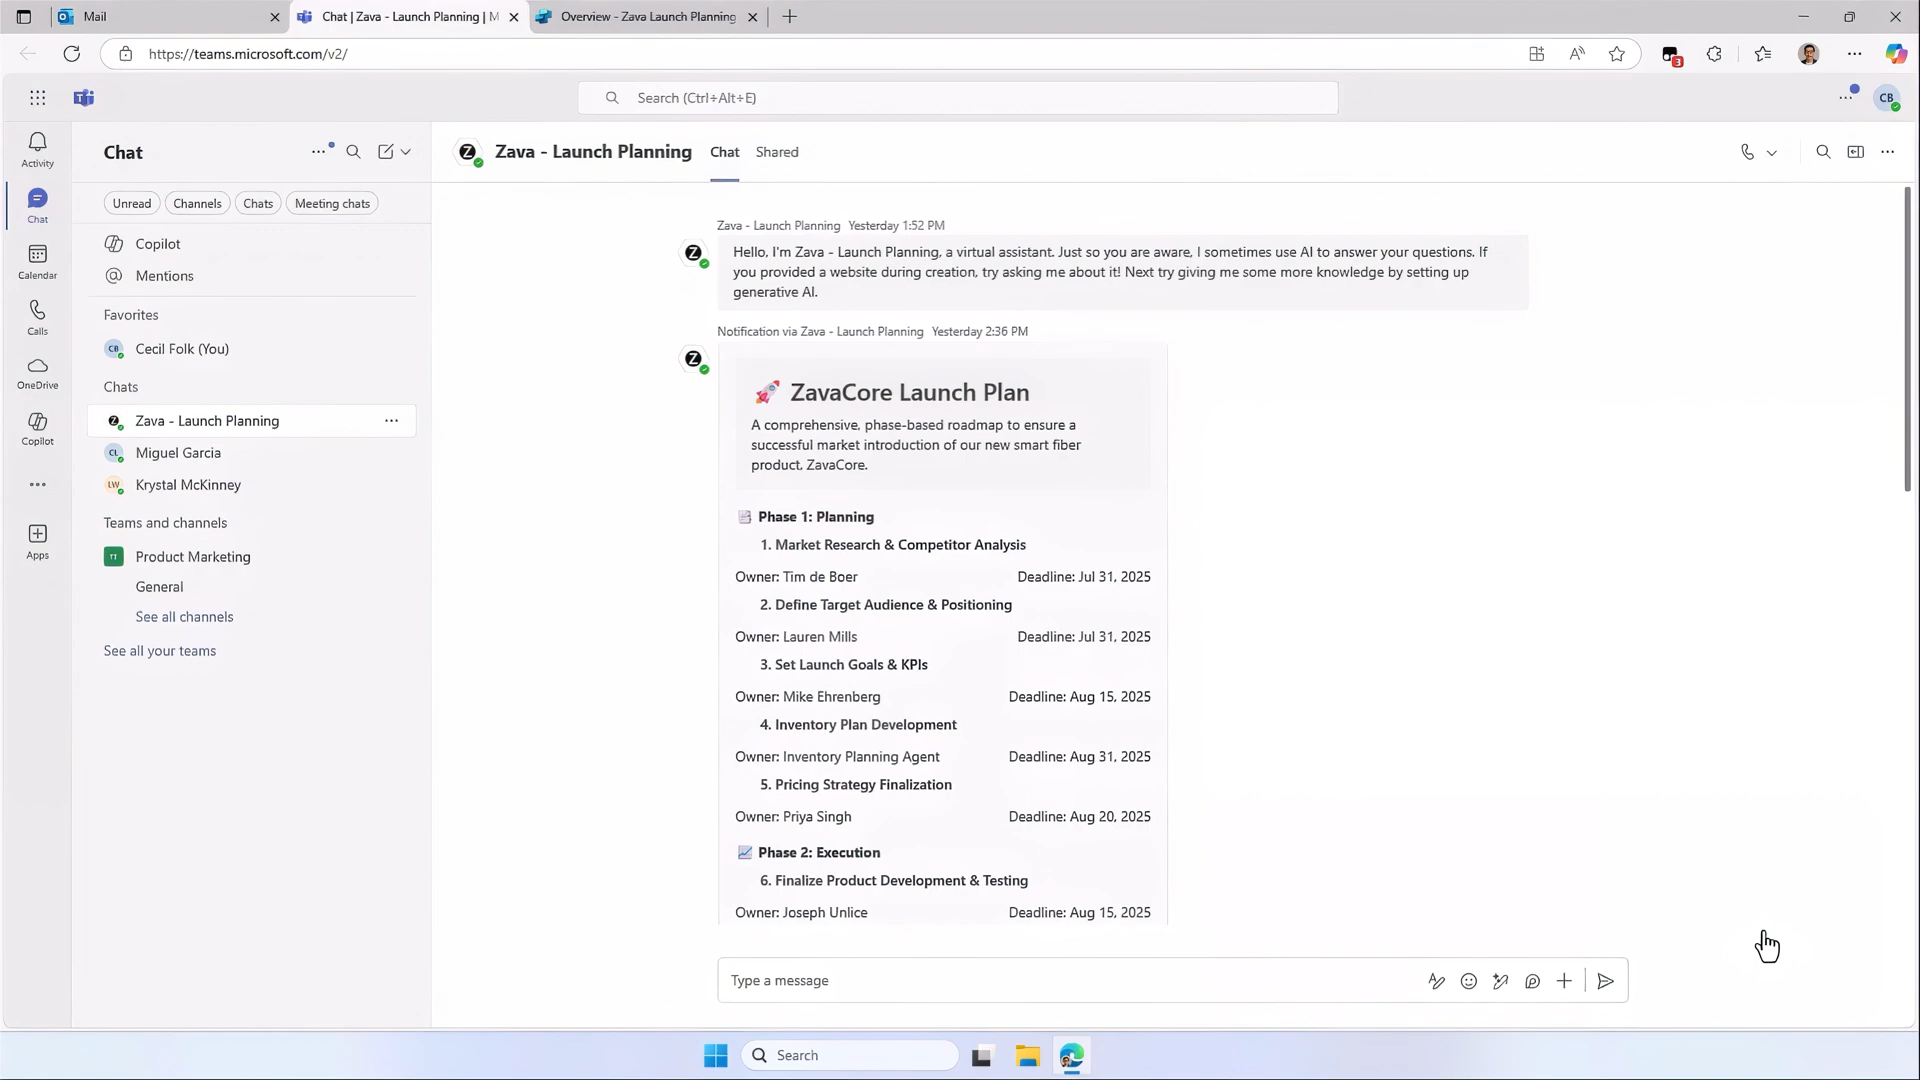 Mail
Chat | Zava - Launch Planning | M
Overview - Zava Launch Planning
https://teams.microsoft.com/v2/
3
Search (Ctrl+Alt+E)
CB
Activity
Chat
Calendar
Calls
OneDrive
Copilot
Apps
Chat
Unread
Channels
Chats
Meeting chats
Copilot
Mentions
Favorites
CB
Cecil Folk (You)
Chats
Z
Zava - Launch Planning
CL
Miguel Garcia
LW
Krystal McKinney
Teams and channels
TT
Product Marketing
General
See all channels
See all your teams
Z
Zava - Launch Planning
Chat
Shared
Zava - Launch Planning Yesterday 1:52 PM
Z
Hello, I'm Zava - Launch Planning, a virtual assistant. Just so you are aware, I sometimes use AI to answer your questions. If
you provided a website during creation, try asking me about it! Next try giving me some more knowledge by setting up
generative AI.
Notification via Zava - Launch Planning Yesterday 2:36 PM
Z
🚀 ZavaCore Launch Plan
A comprehensive, phase-based roadmap to ensure a
successful market introduction of our new smart fiber
product, ZavaCore.
📑 Phase 1: Planning
1. Market Research & Competitor Analysis
Owner: Tim de Boer Deadline: Jul 31, 2025
2. Define Target Audience & Positioning
Owner: Lauren Mills Deadline: Jul 31, 2025
3. Set Launch Goals & KPIs
Owner: Mike Ehrenberg Deadline: Aug 15, 2025
4. Inventory Plan Development
Owner: Inventory Planning Agent Deadline: Aug 31, 2025
5. Pricing Strategy Finalization
Owner: Priya Singh Deadline: Aug 20, 2025
📈 Phase 2: Execution
6. Finalize Product Development & Testing
Owner: Joseph Unlice Deadline: Aug 15, 2025
Type a message
Search